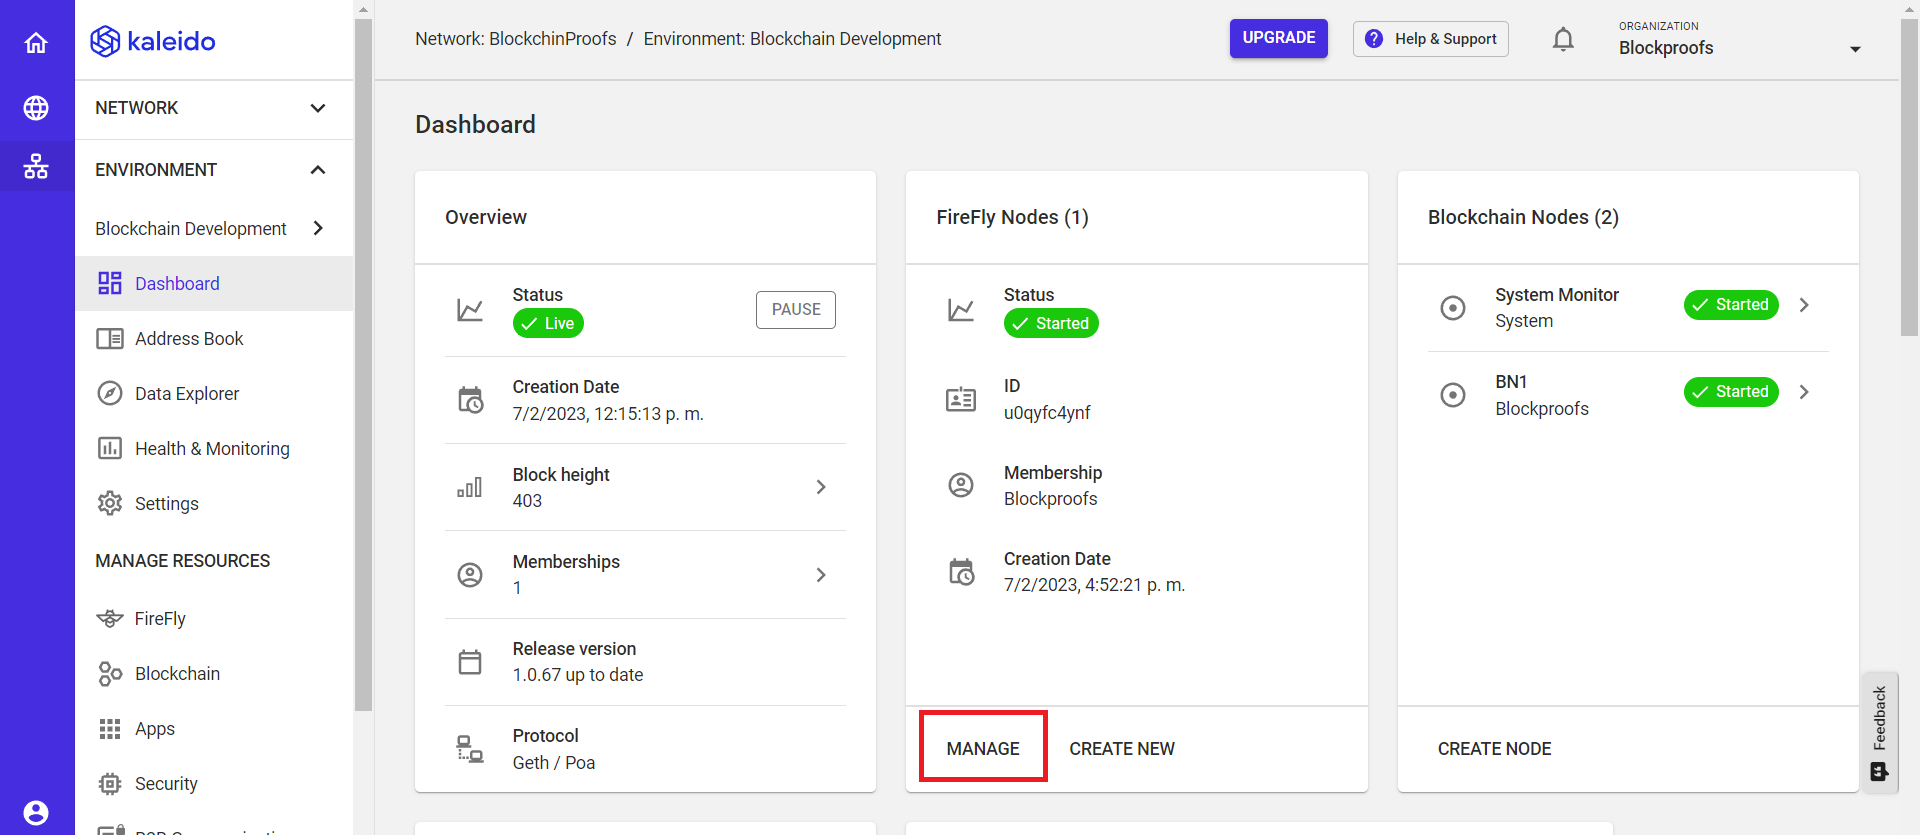 kaleido
Network: BlockchinProofs / Environment: Blockchain Development
UPGRADE
Help & Support
ORGANIZATION
Blockproofs
NETWORK
ENVIRONMENT
Blockchain Development
Dashboard
Address Book
Data Explorer
Health & Monitoring
Settings
MANAGE RESOURCES
FireFly
Blockchain
Apps
Security
Dashboard
Overview
Status
Live
PAUSE
Creation Date
7/2/2023, 12:15:13 p. m.
Block height
403
Memberships
1
Release version
1.0.67 up to date
Protocol
Geth / Poa
FireFly Nodes (1)
Status
Started
ID
u0qyfc4ynf
Membership
Blockproofs
Creation Date
7/2/2023, 4:52:21 p. m.
MANAGE
CREATE NEW
Blockchain Nodes (2)
System Monitor
System
Started
BN1
Blockproofs
Started
CREATE NODE
Feedback